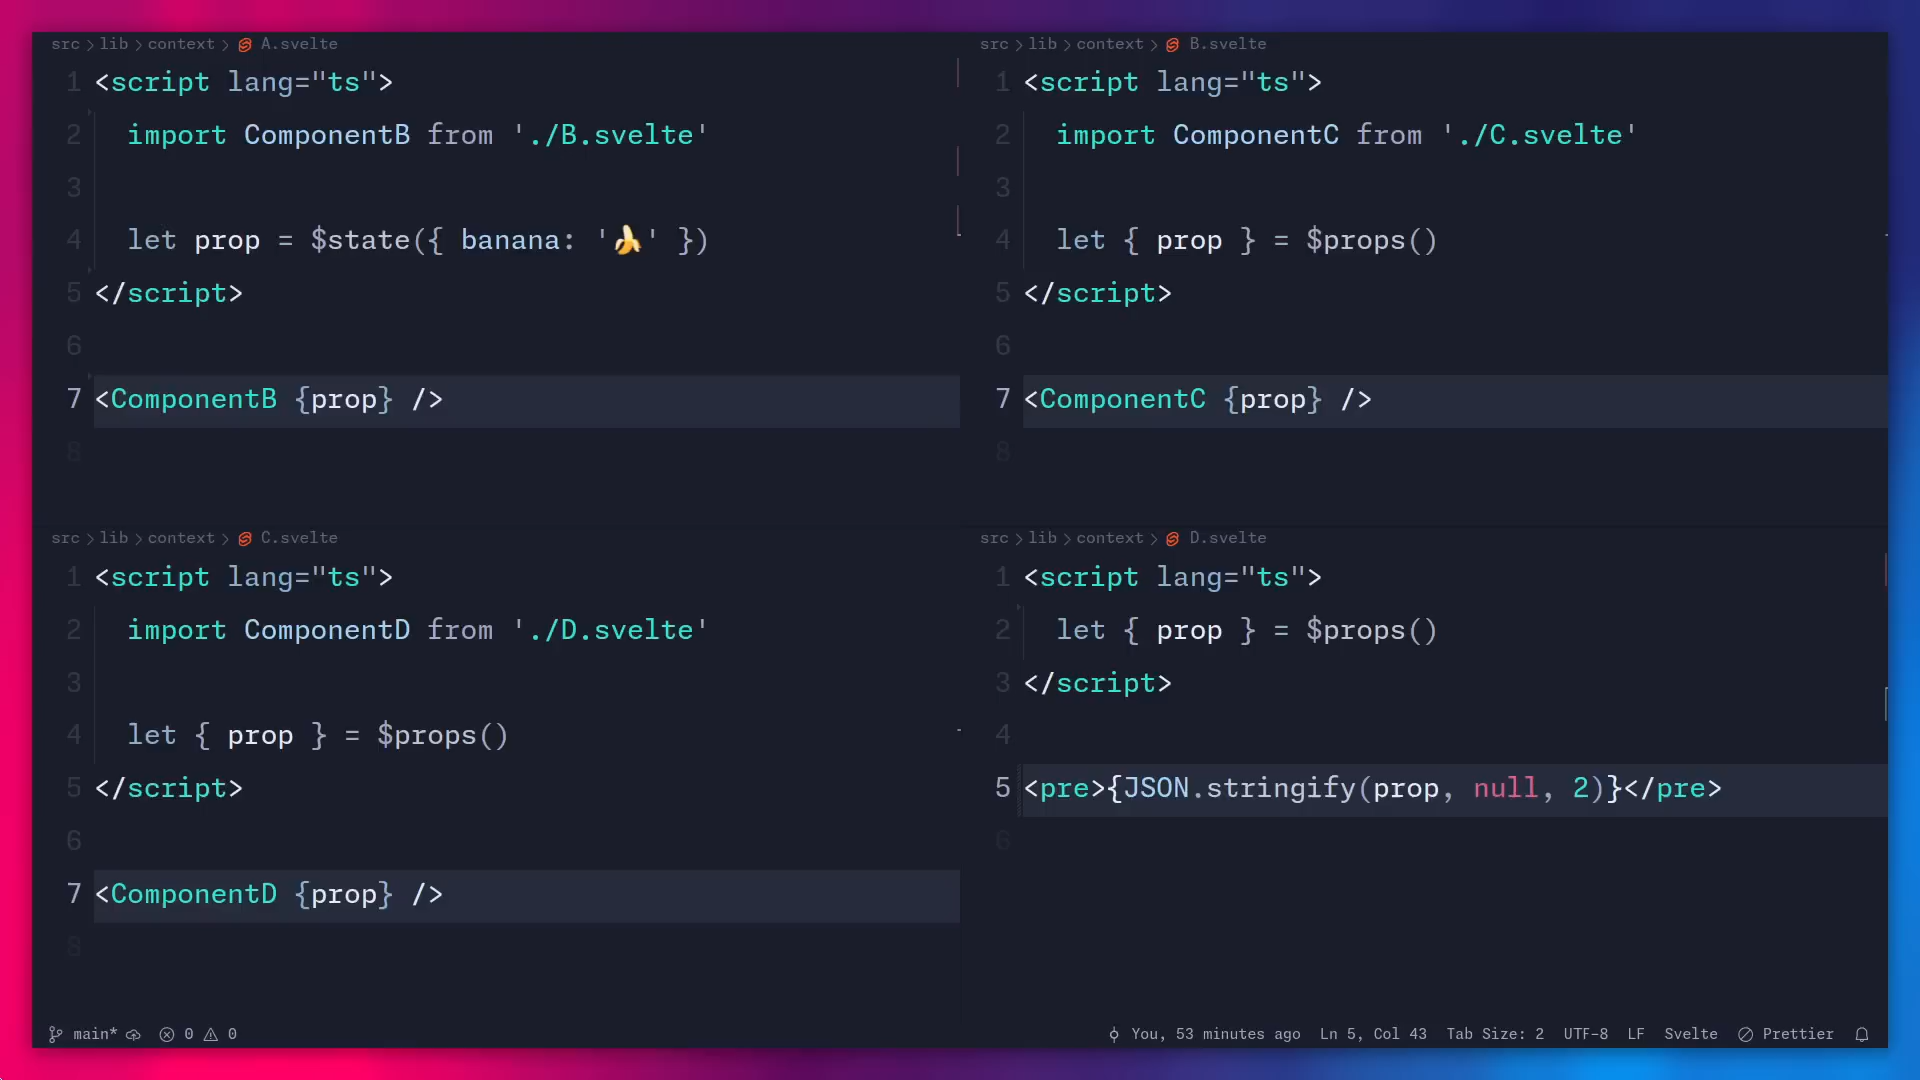 src > lib > context > A.svelte
1 <script lang="ts">
2   import ComponentB from './B.svelte'
3
4   let prop = $state({ banana: '🍌' })
5 </script>
6
7 <ComponentB {prop} />
8
src > lib > context > B.svelte
1 <script lang="ts">
2   import ComponentC from './C.svelte'
3
4   let { prop } = $props()
5 </script>
6
7 <ComponentC {prop} />
8
src > lib > context > C.svelte
1 <script lang="ts">
2   import ComponentD from './D.svelte'
3
4   let { prop } = $props()
5 </script>
6
7 <ComponentD {prop} />
8
src > lib > context > D.svelte
1 <script lang="ts">
2   let { prop } = $props()
3 </script>
4
5 <pre>{JSON.stringify(prop, null, 2)}</pre>
6
main* 0 0 You, 53 minutes ago Ln 5, Col 43 Tab Size: 2 UTF-8 LF Svelte Prettier